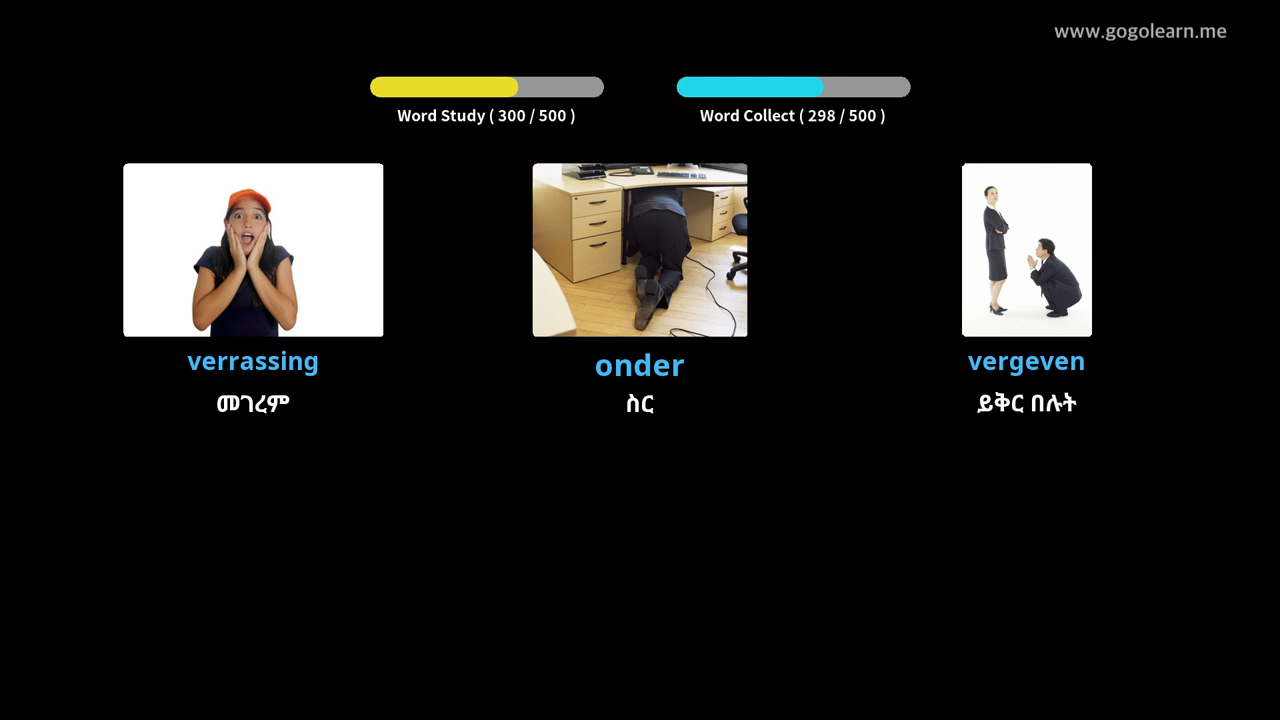 www.gogolearn.me
Word Study ( 300 / 500 )
Word Collect ( 298 / 500 )
verrassing
መገረም
onder
ስር
vergeven
ይቅር በሉት